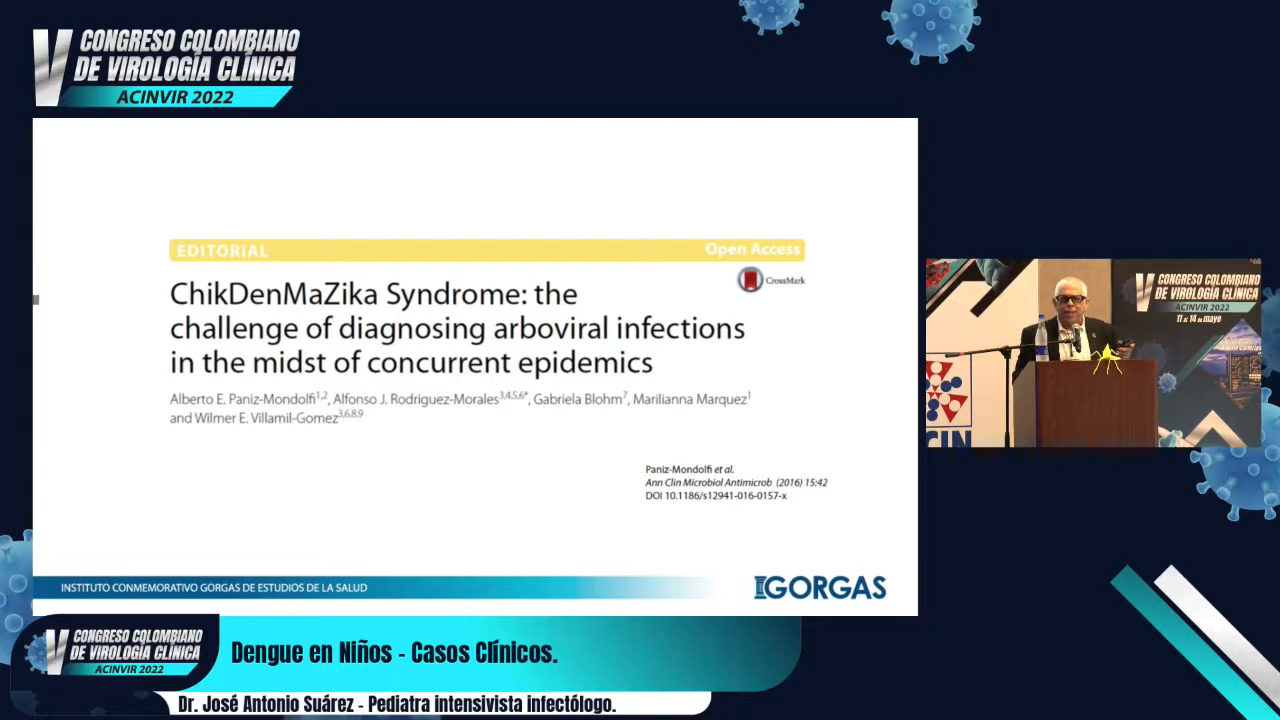 V CONGRESO COLOMBIANO
DE VIROLOGÍA CLÍNICA
ACINVIR 2022
EDITORIAL
Open Access
CrossMark
ChikDenMaZika Syndrome: the
challenge of diagnosing arboviral infections
in the midst of concurrent epidemics
Alberto E. Paniz-Mondolfi1,2, Alfonso J. Rodriguez-Morales3,4,5,6*, Gabriela Blohm7, Marilianna Marquez1
and Wilmer E. Villamil-Gomez3,6,8,9
Paniz-Mondolfi et al.
Ann Clin Microbiol Antimicrob (2016) 15:42
DOI 10.1186/s12941-016-0157-x
INSTITUTO CONMEMORATIVO GORGAS DE ESTUDIOS DE LA SALUD
GORGAS
V CONGRESO COLOMBIANO
DE VIROLOGÍA CLÍNICA
ACINVIR 2022
11 al 14 de mayo
CIN
V CONGRESO COLOMBIANO
DE VIROLOGÍA CLÍNICA
ACINVIR 2022
Dengue en Niños - Casos Clínicos.
Dr. José Antonio Suárez - Pediatra intensivista infectólogo.